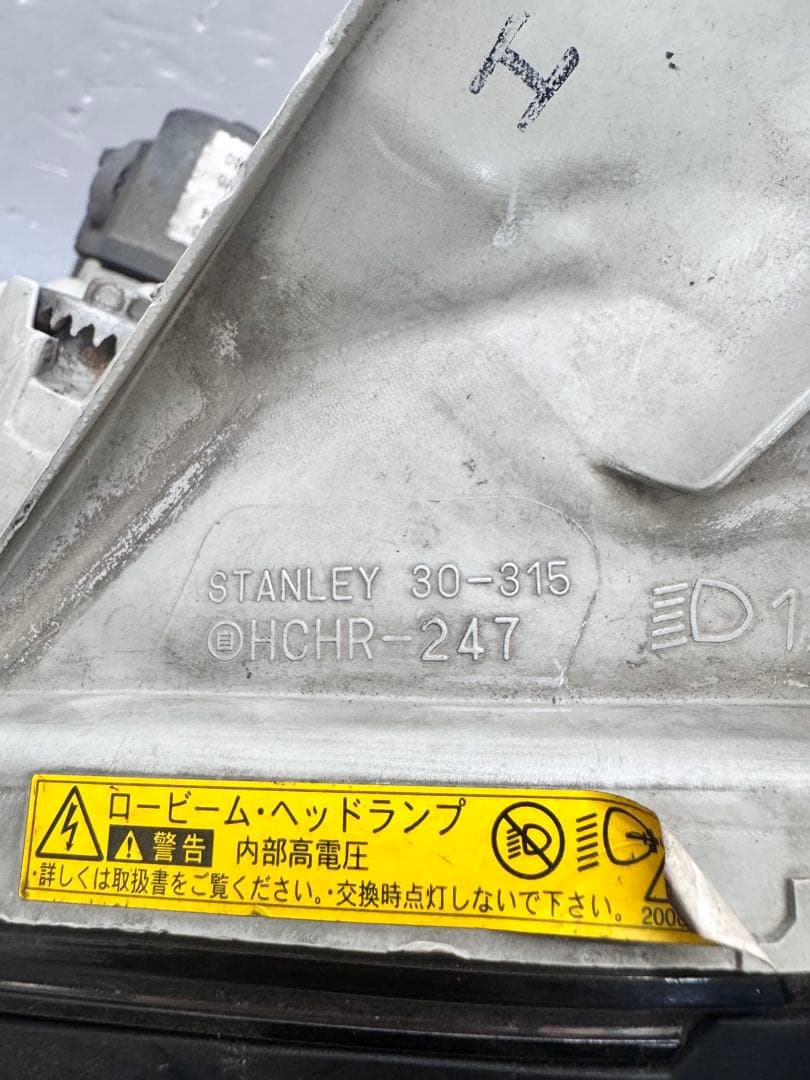 I
STANLEY 30-315
HCHR-247
1
ロービーム・ヘッドランプ
警告 内部高電圧
・詳しくは取扱書をご覧ください。・交換時点灯しないで下さい。